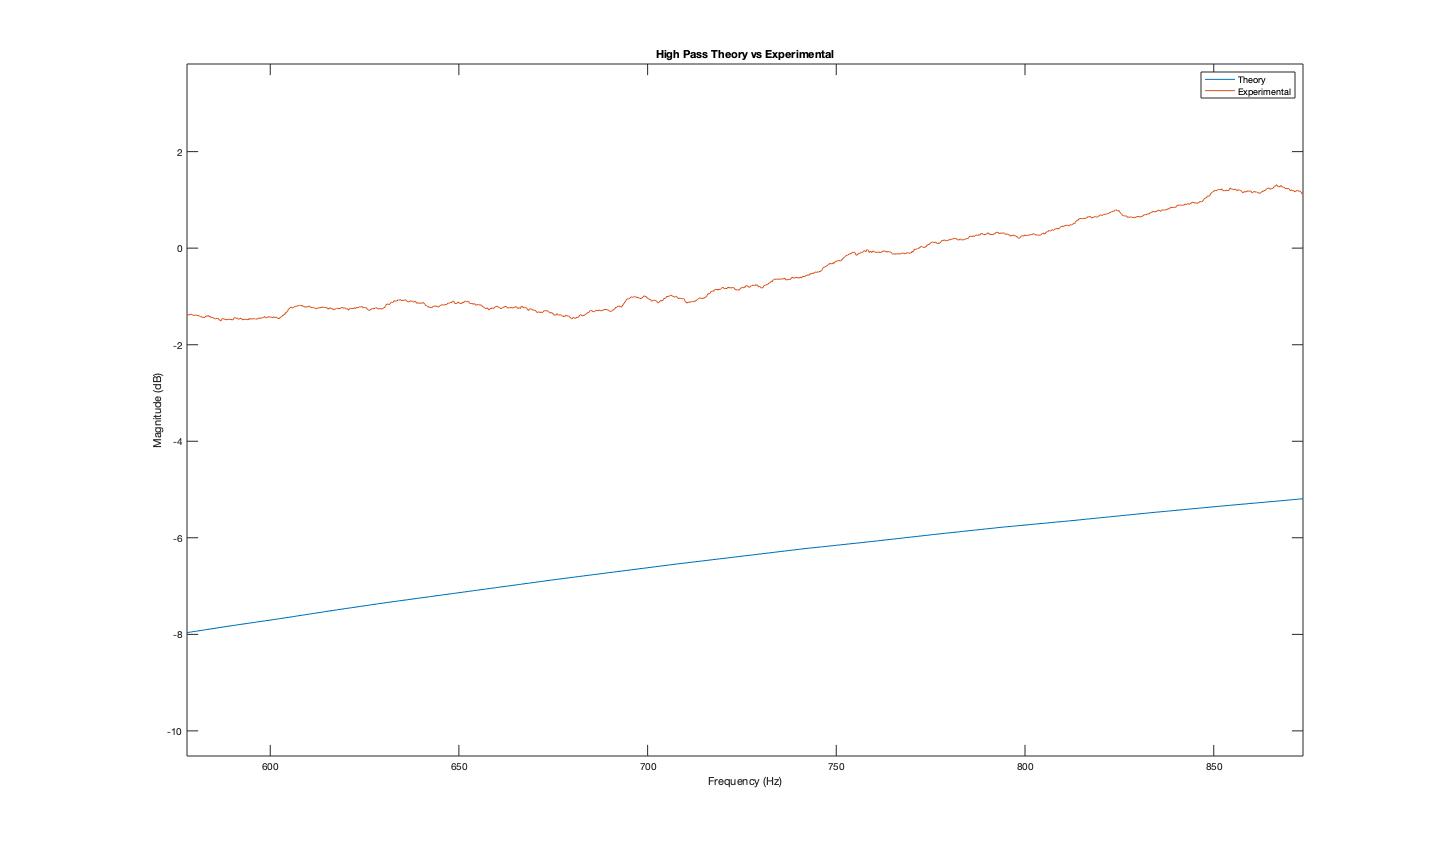 High Pass Theory vs Experimental
Theory
Experimental
2
0
-2
-4
-6
-8
-10
Magnitude (dB)
600
650
700
750
800
850
Frequency (Hz)